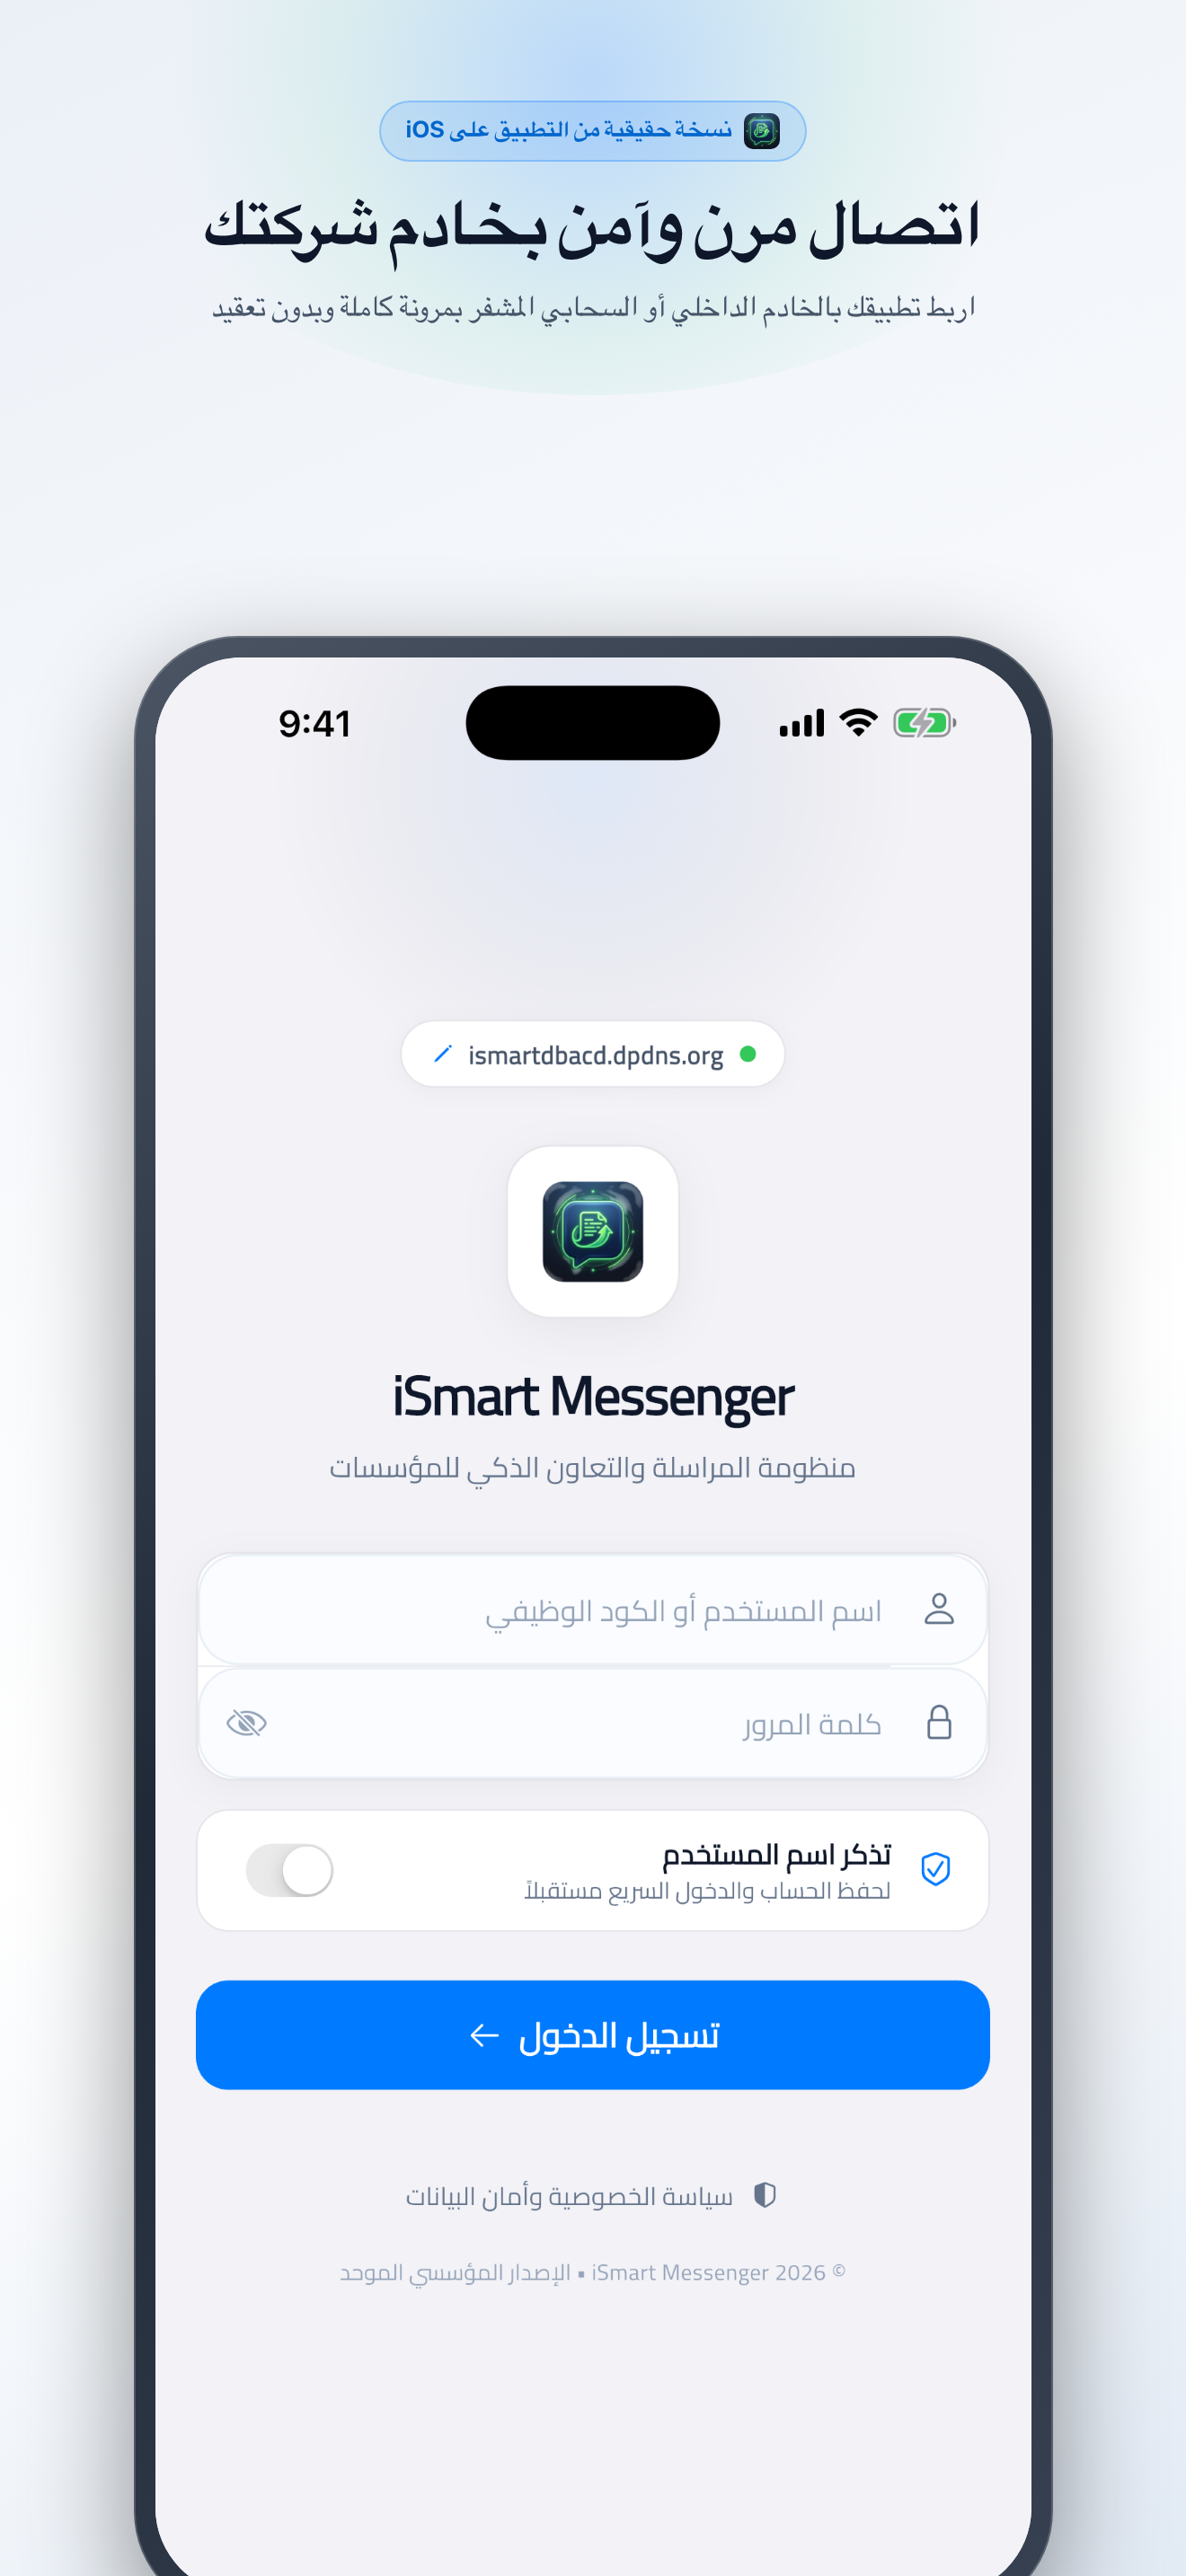 نسخة حقيقية من التطبيق على iOS
اتصال مرن وآمن بخادم شركتك
اربط تطبيقك بالخادم الداخلي أو السحابي المشفر بمرونة كاملة وبدون تعقيد
9:41
ismartdbacd.dpdns.org
iSmart Messenger
منظومة المراسلة والتعاون الذكي للمؤسسات
اسم المستخدم أو الكود الوظيفي
كلمة المرور
تذكر اسم المستخدم
لحفظ الحساب والدخول السريع مستقبلاً
تسجيل الدخول ←
سياسة الخصوصية وأمان البيانات
© 2026 iSmart Messenger • الإصدار المؤسسي الموحد